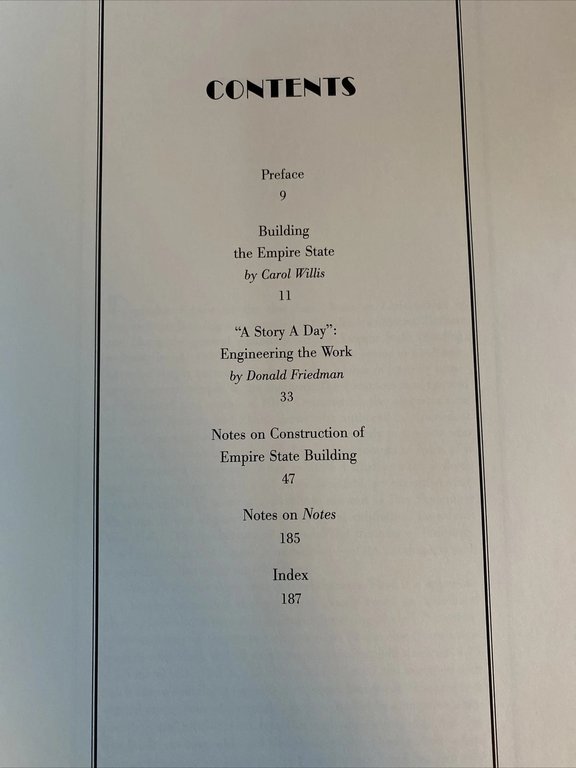 CONTENTS
Preface
9
Building
the Empire State
by Carol Willis
11
“A Story A Day”:
Engineering the Work
by Donald Friedman
33
Notes on Construction of
Empire State Building
47
Notes on Notes
185
Index
187